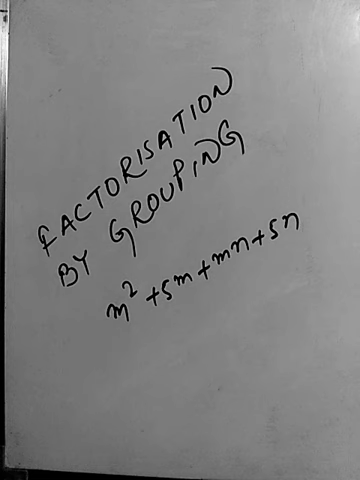 FACTORISATION
BY GROUPING
m² + 5m + mn + 5n